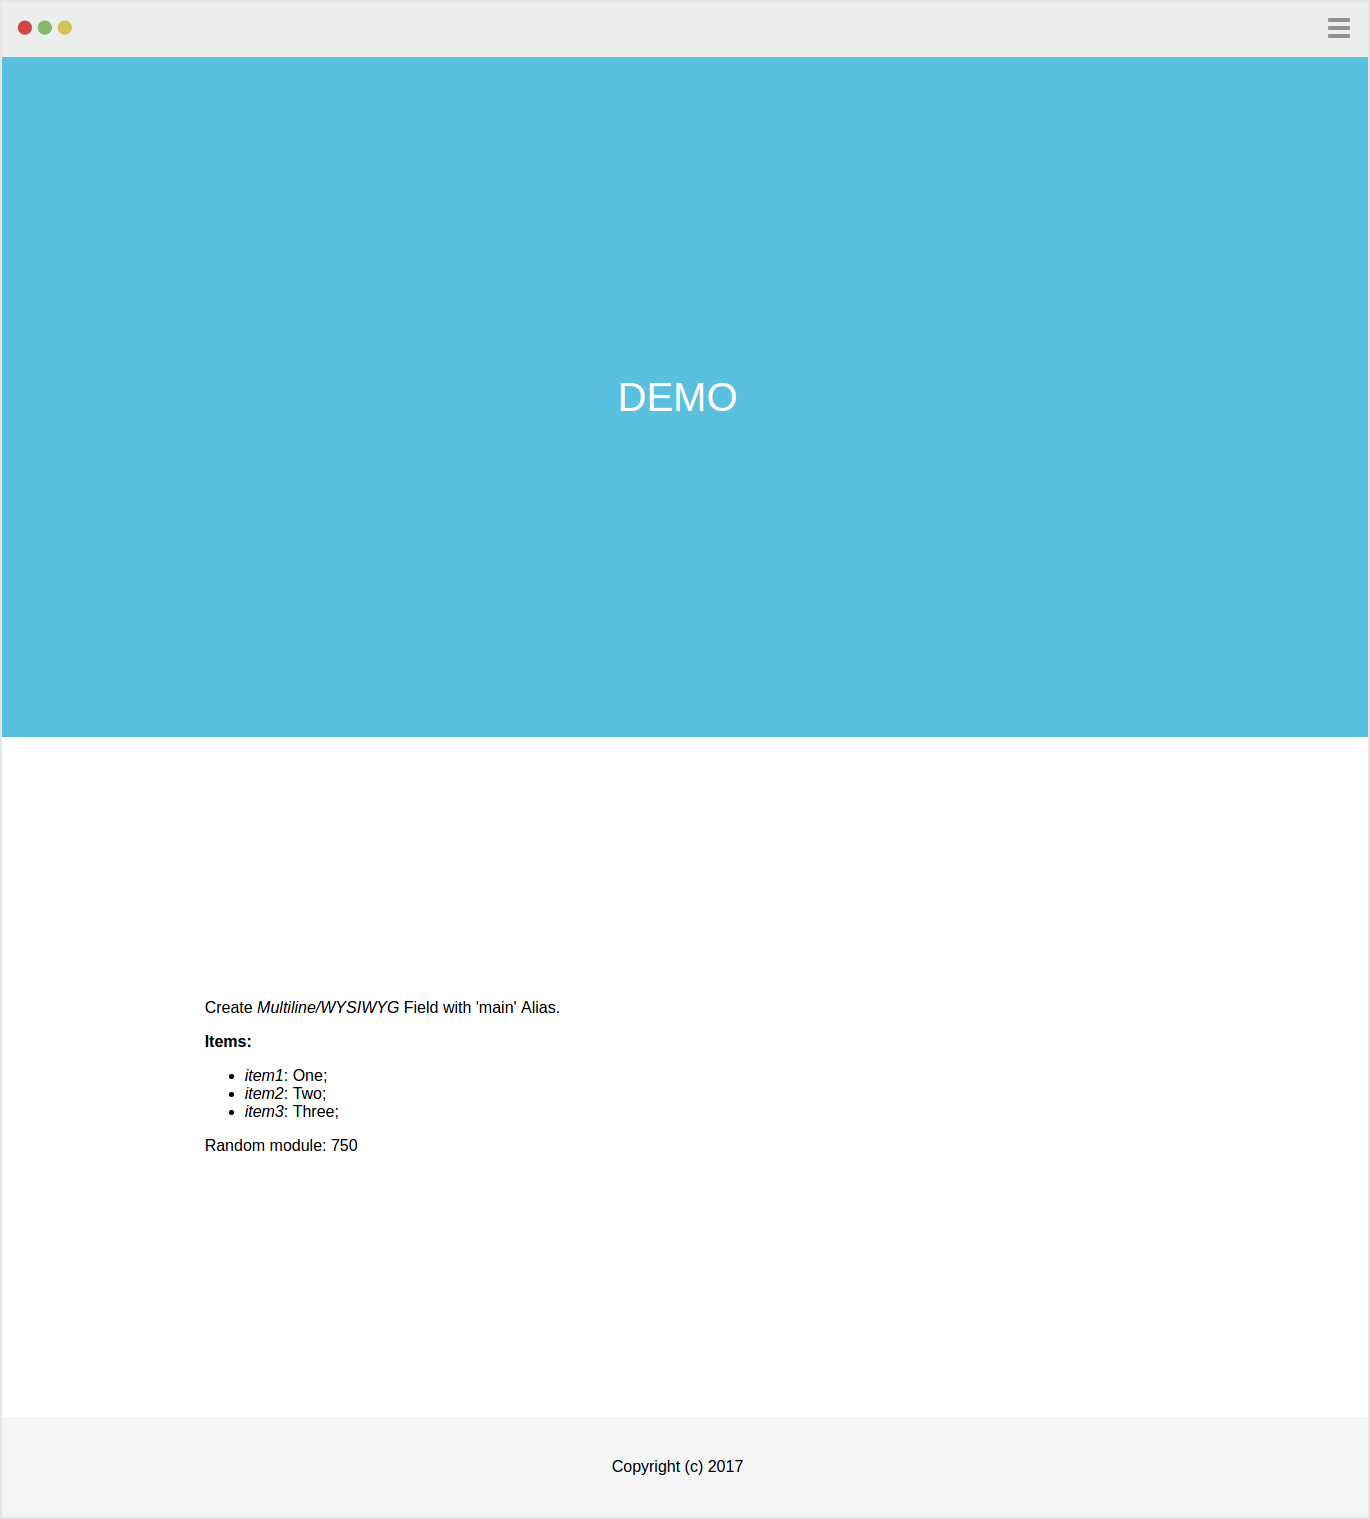 DEMO
Create Multiline/WYSIWYG Field with 'main' Alias.
Items:
item1: One;
item2: Two;
item3: Three;
Random module: 750
Copyright (c) 2017